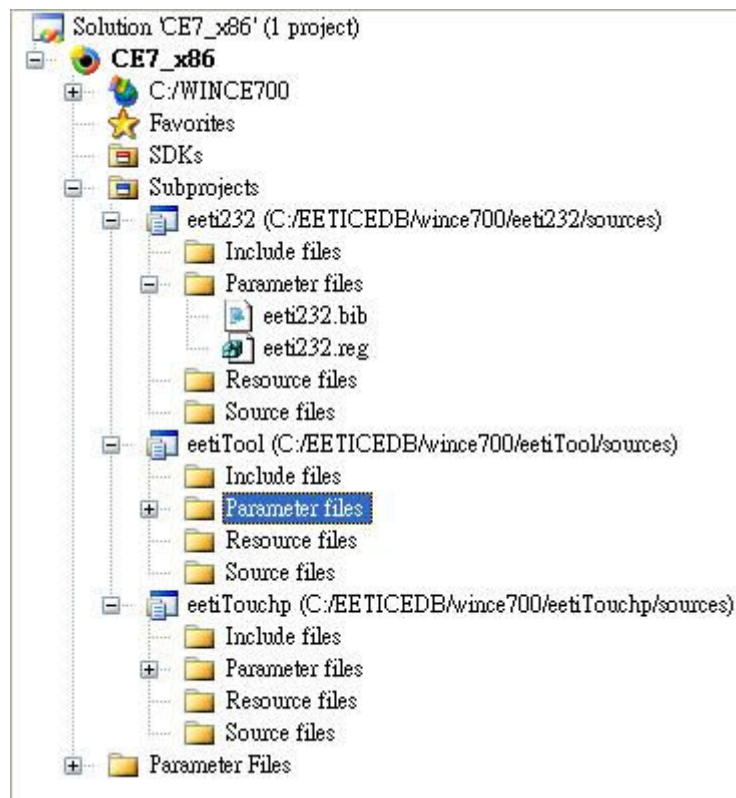 Solution 'CE7_x86' (1 project)
CE7_x86
C:/WINCE700
Favorites
SDKs
Subprojects
eeti232 (C:/EETICEDB/wince700/eeti232/sources)
Include files
Parameter files
eeti232.bib
eeti232.reg
Resource files
Source files
eetiTool (C:/EETICEDB/wince700/eetiTool/sources)
Include files
Parameter files
Resource files
Source files
eetiTouchp (C:/EETICEDB/wince700/eetiTouchp/sources)
Include files
Parameter files
Resource files
Source files
Parameter Files